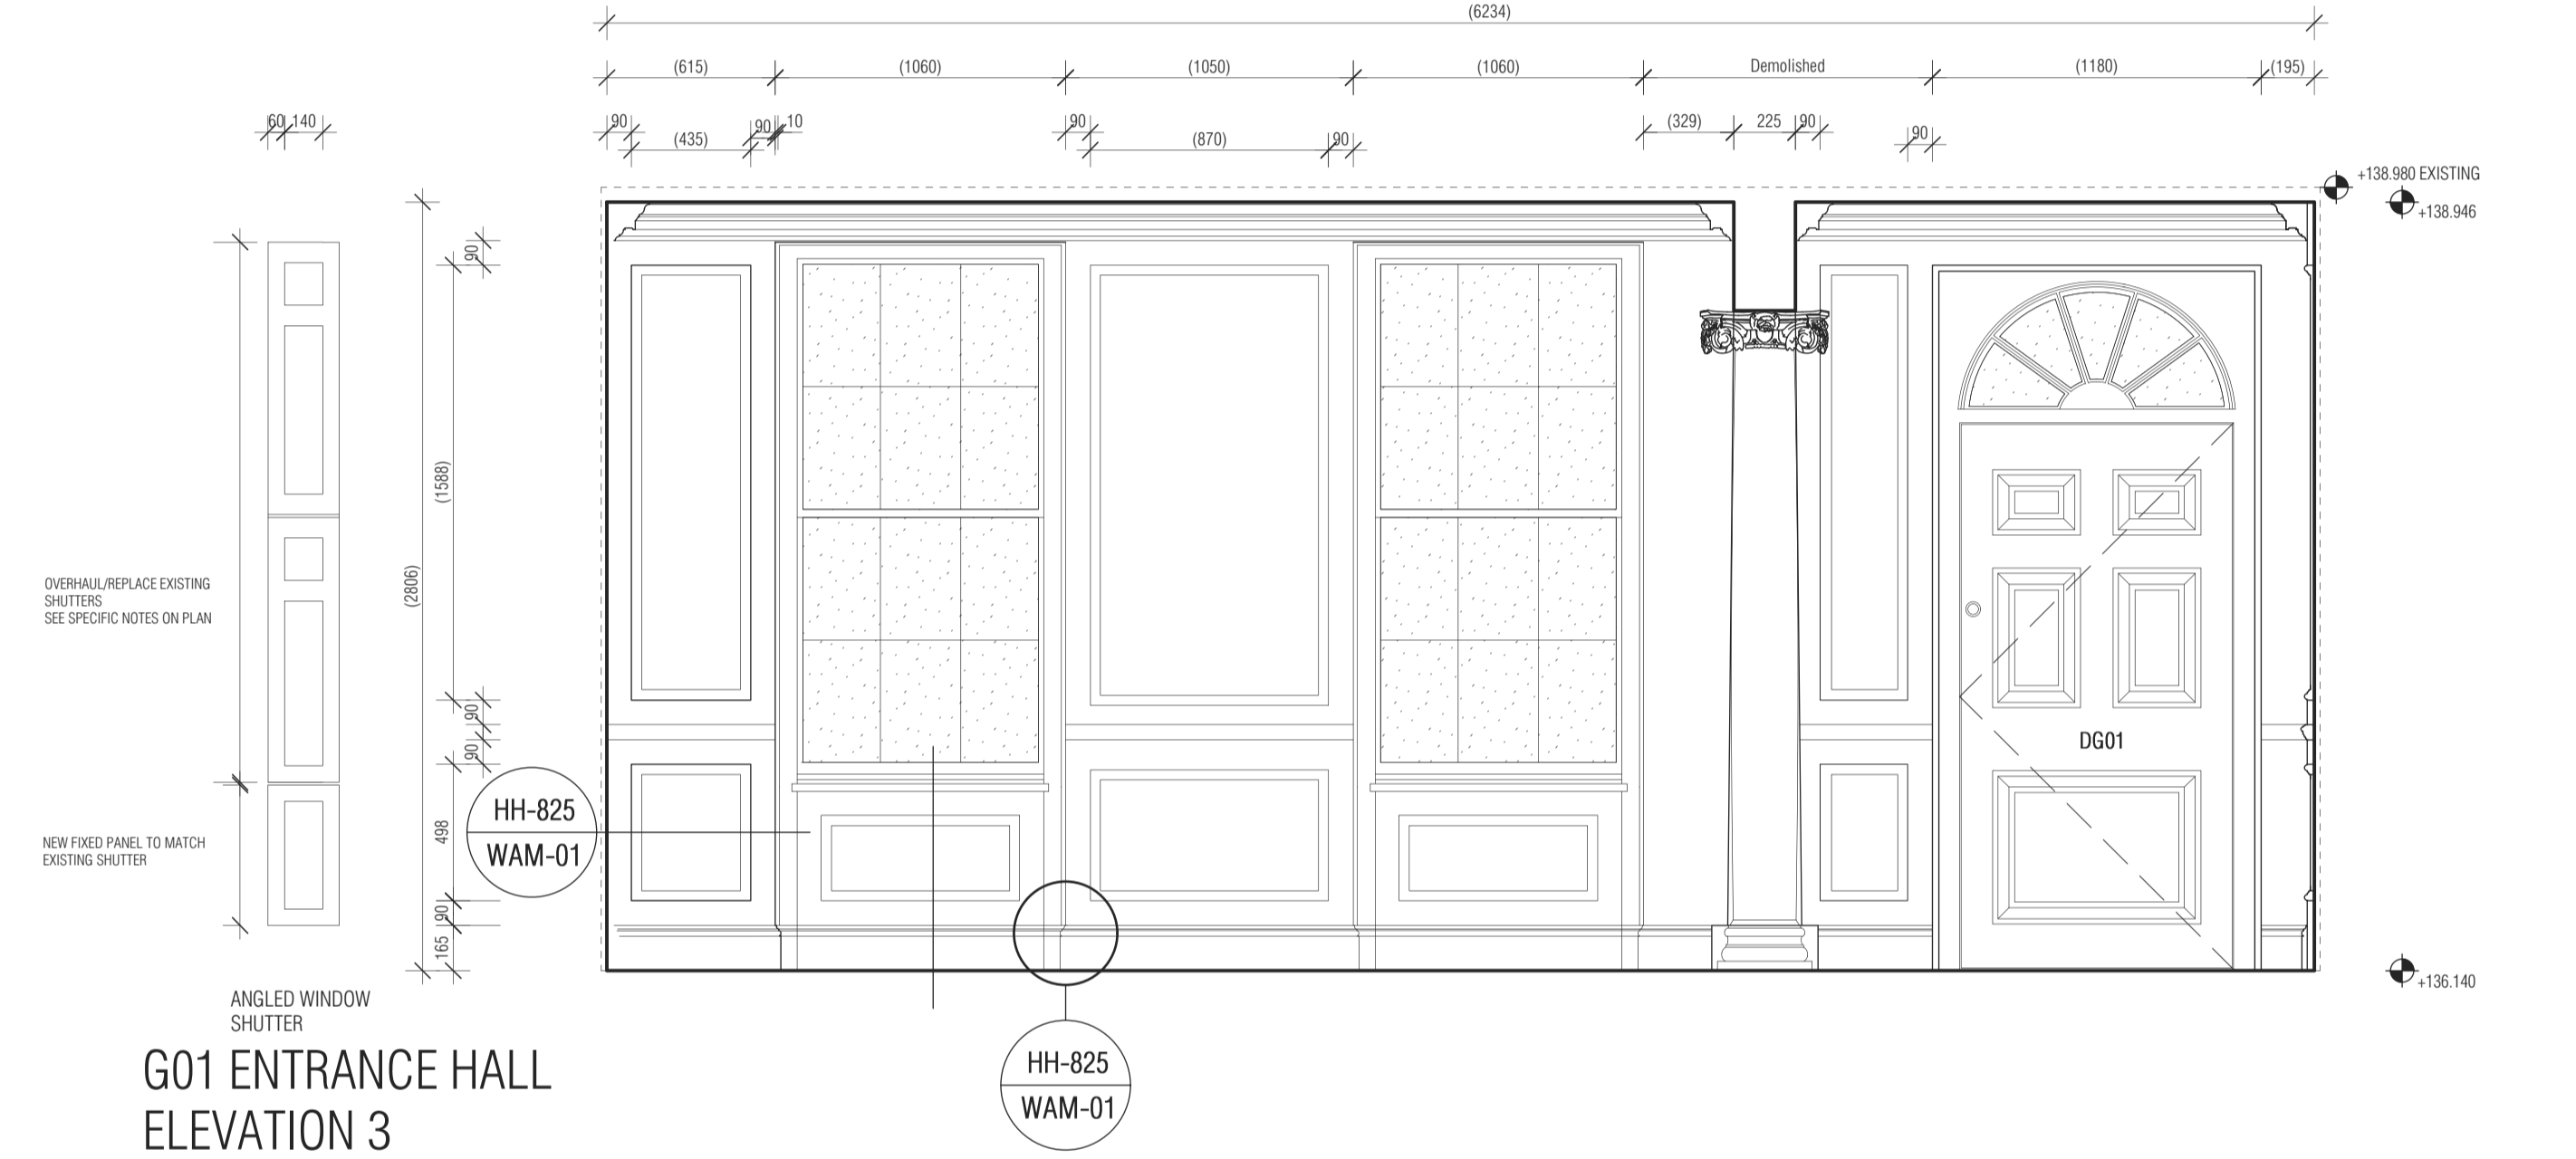 (6234)
(615)
(1060)
(1050)
(1060)
Demolished
(1180)
(195)
60 140
90
(435)
90 10
90
(870)
90
(329)
225
90
90
+138.980 EXISTING
+138.946
90
(1588)
(2806)
OVERHAUL/REPLACE EXISTING
SHUTTERS
SEE SPECIFIC NOTES ON PLAN
90
90
DG01
HH-825
WAM-01
498
NEW FIXED PANEL TO MATCH
EXISTING SHUTTER
90
165
+136.140
ANGLED WINDOW
SHUTTER
HH-825
WAM-01
G01 ENTRANCE HALL
ELEVATION 3